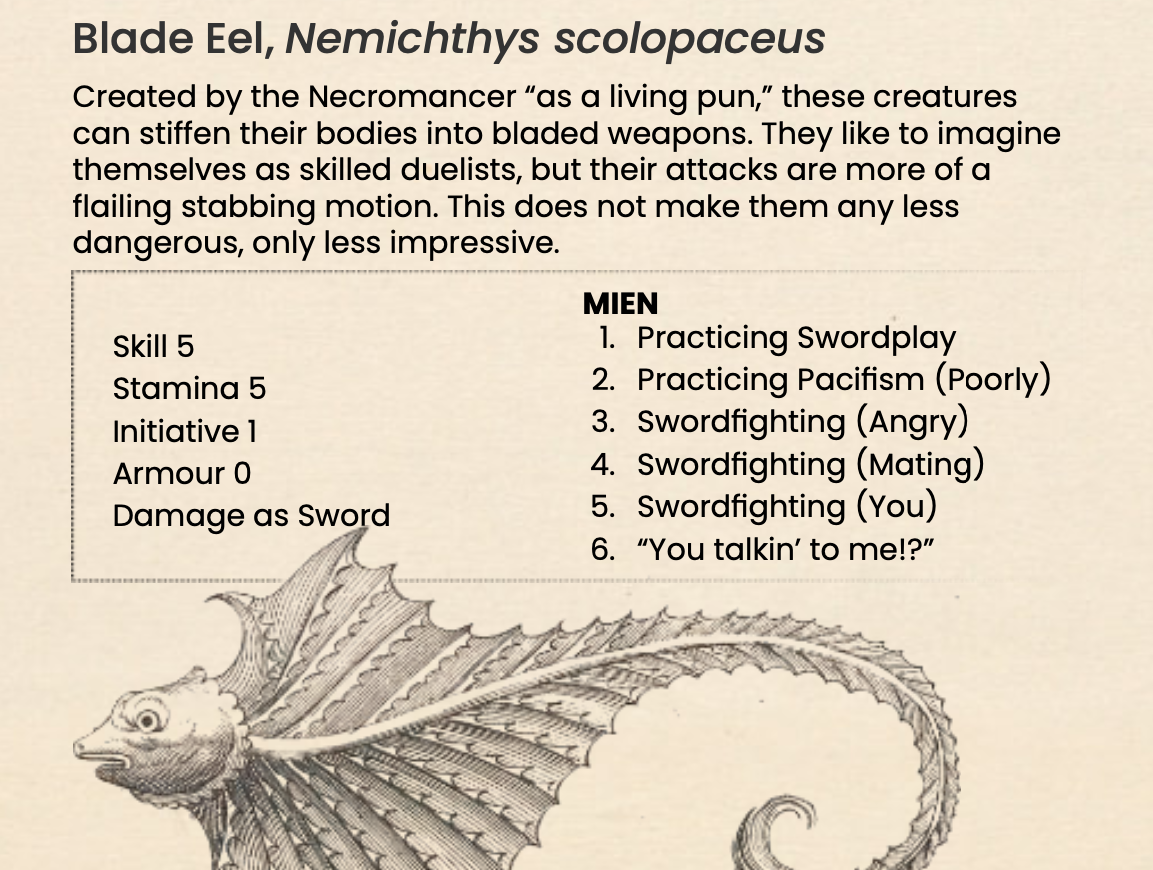 Blade Eel, Nemichthys scolopaceus
Created by the Necromancer “as a living pun,” these creatures
can stiffen their bodies into bladed weapons. They like to imagine
themselves as skilled duelists, but their attacks are more of a
flailing stabbing motion. This does not make them any less
dangerous, only less impressive.
Skill 5
Stamina 5
Initiative 1
Armour 0
Damage as Sword
MIEN
1. Practicing Swordplay
2. Practicing Pacifism (Poorly)
3. Swordfighting (Angry)
4. Swordfighting (Mating)
5. Swordfighting (You)
6. “You talkin’ to me!?”